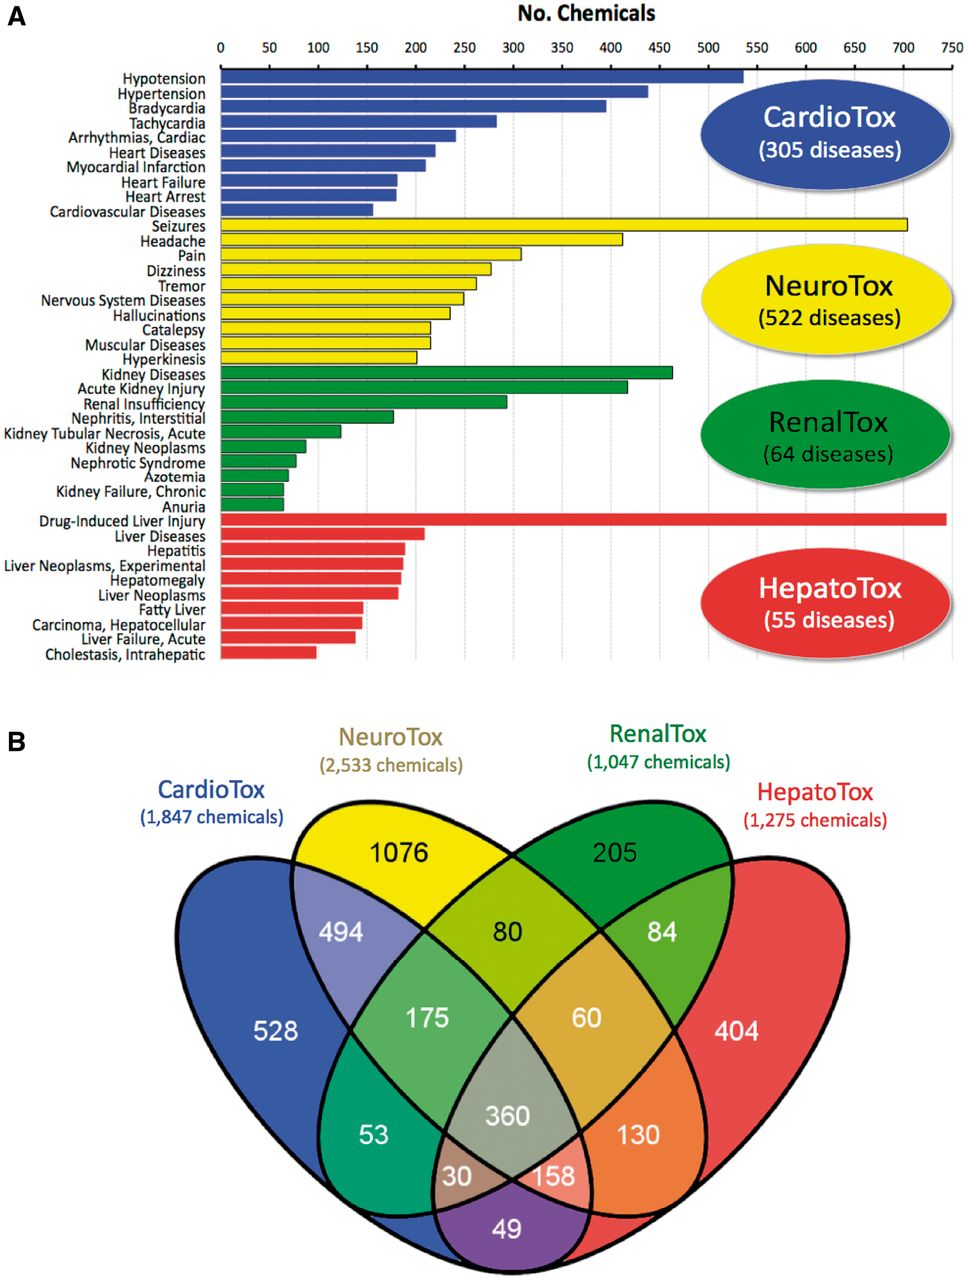 A
No. Chemicals
0 50 100 150 200 250 300 350 400 450 500 550 600 650 700 750
Hypotension
Hypertension
Bradycardia
Tachycardia
Arrhythmias, Cardiac
Heart Diseases
Myocardial Infarction
Heart Failure
Heart Arrest
Cardiovascular Diseases
CardioTox
(305 diseases)
Seizures
Headache
Pain
Dizziness
Tremor
Nervous System Diseases
Hallucinations
Catalepsy
Muscular Diseases
Hyperkinesis
NeuroTox
(522 diseases)
Kidney Diseases
Acute Kidney Injury
Renal Insufficiency
Nephritis, Interstitial
Kidney Tubular Necrosis, Acute
Kidney Neoplasms
Nephrotic Syndrome
Azotemia
Kidney Failure, Chronic
Anuria
RenalTox
(64 diseases)
Drug-Induced Liver Injury
Liver Diseases
Hepatitis
Liver Neoplasms, Experimental
Hepatomegaly
Liver Neoplasms
Fatty Liver
Carcinoma, Hepatocellular
Liver Failure, Acute
Cholestasis, Intrahepatic
HepatoTox
(55 diseases)
B
NeuroTox
(2,533 chemicals)
RenalTox
(1,047 chemicals)
CardioTox
(1,847 chemicals)
HepatoTox
(1,275 chemicals)
1076
205
494
80
84
528
175
60
404
53
360
130
30
158
49